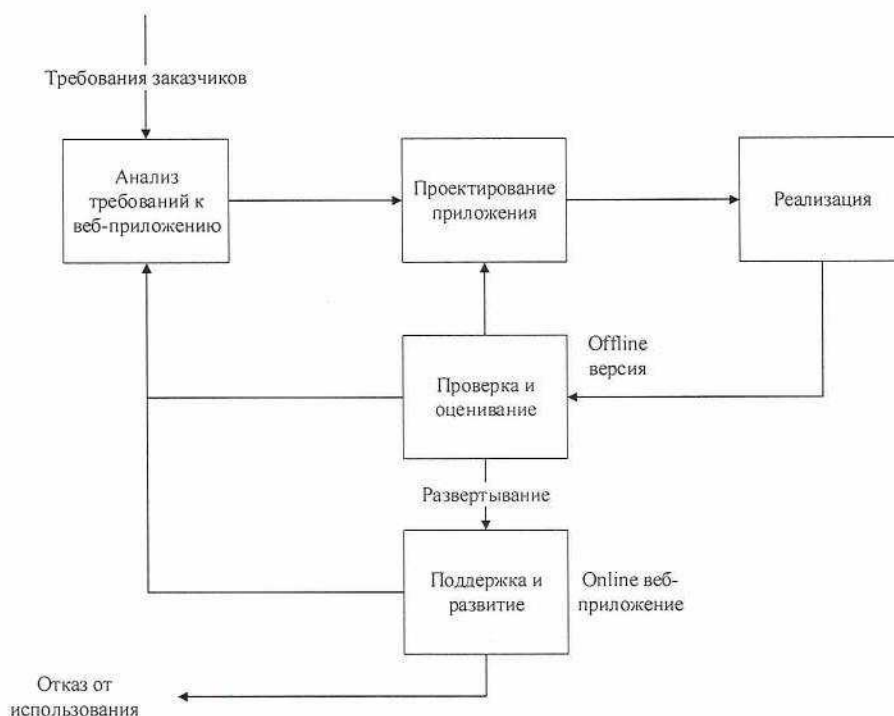 Требования заказчиков
Анализ
требований к
веб-приложению
Проектирование
приложения
Реализация
Offline
версия
Проверка и
оценивание
Развертывание
Поддержка и
развитие
Online веб-
приложение
Отказ от
использования